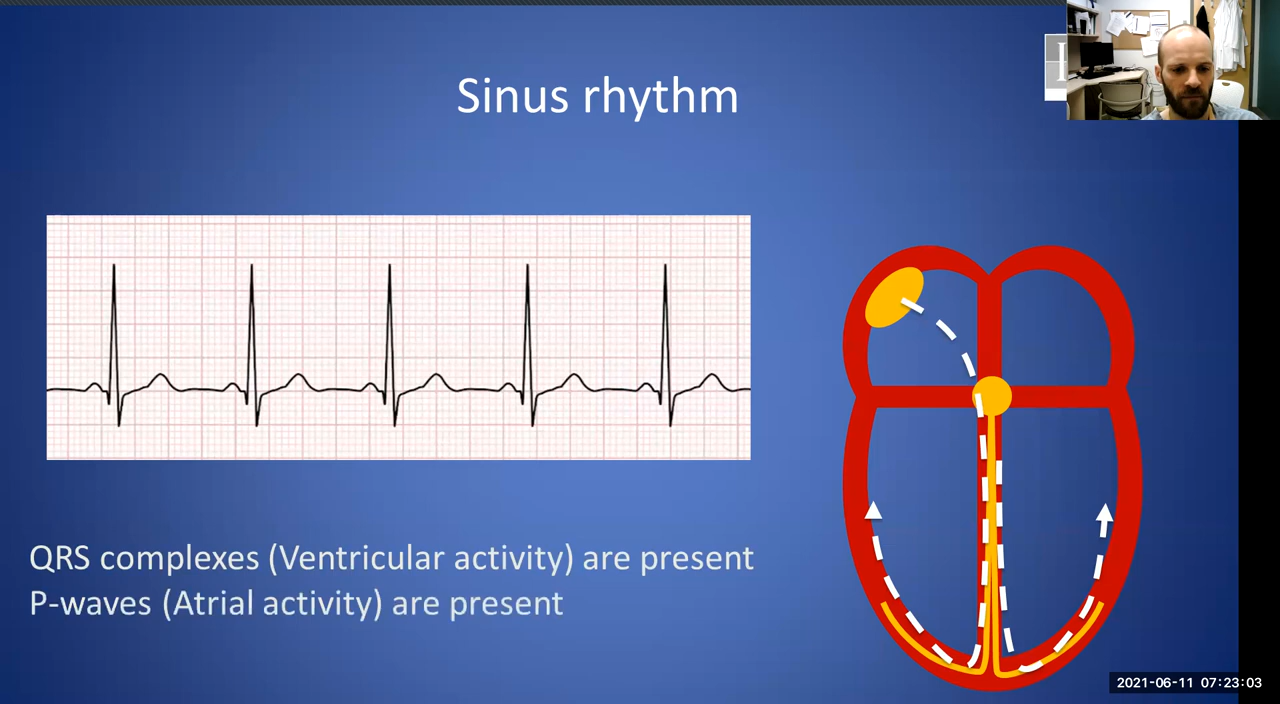 Sinus rhythm
QRS complexes (Ventricular activity) are present
P-waves (Atrial activity) are present
2021-06-11 07:23:03